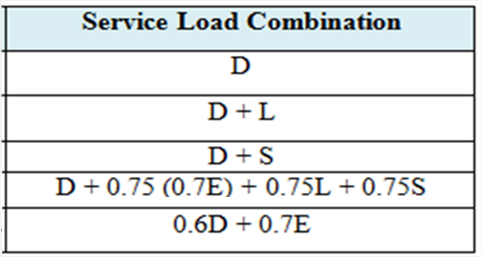 Service Load Combination
D
D + L
D + S
D + 0.75 (0.7E) + 0.75L + 0.75S
0.6D + 0.7E